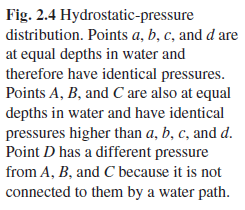 Fig. 2.4 Hydrostatic-pressure
distribution. Points a, b, c, and d are
at equal depths in water and
therefore have identical pressures.
Points A, B, and C are also at equal
depths in water and have identical
pressures higher than a, b, c, and d.
Point D has a different pressure
from A, B, and C because it is not
connected to them by a water path.